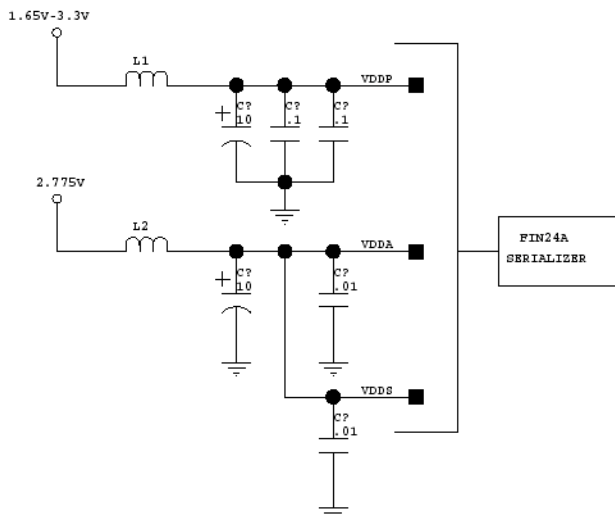 1.65V-3.3V
L1
VDDP
C?
10
C?
.1
C?
.1
2.775V
L2
VDDA
C?
10
C?
.01
FIN24A
SERIALIZER
VDDS
C?
.01